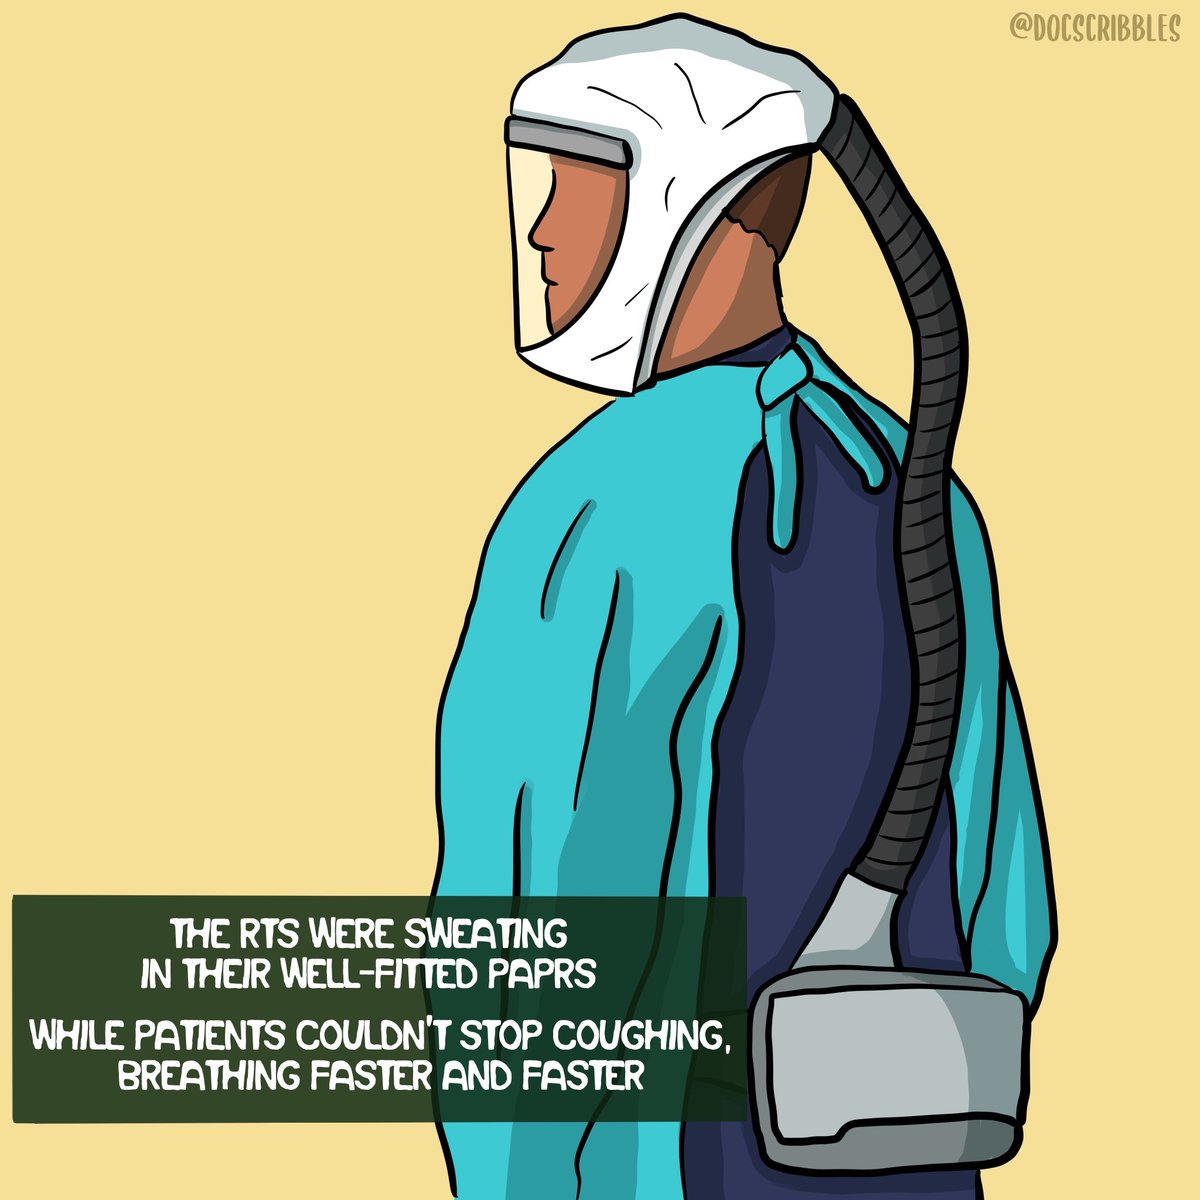 @DOCSCRIBBLES
THE RTS WERE SWEATING
IN THEIR WELL-FITTED PAPRS
WHILE PATIENTS COULDN'T STOP COUGHING,
BREATHING FASTER AND FASTER